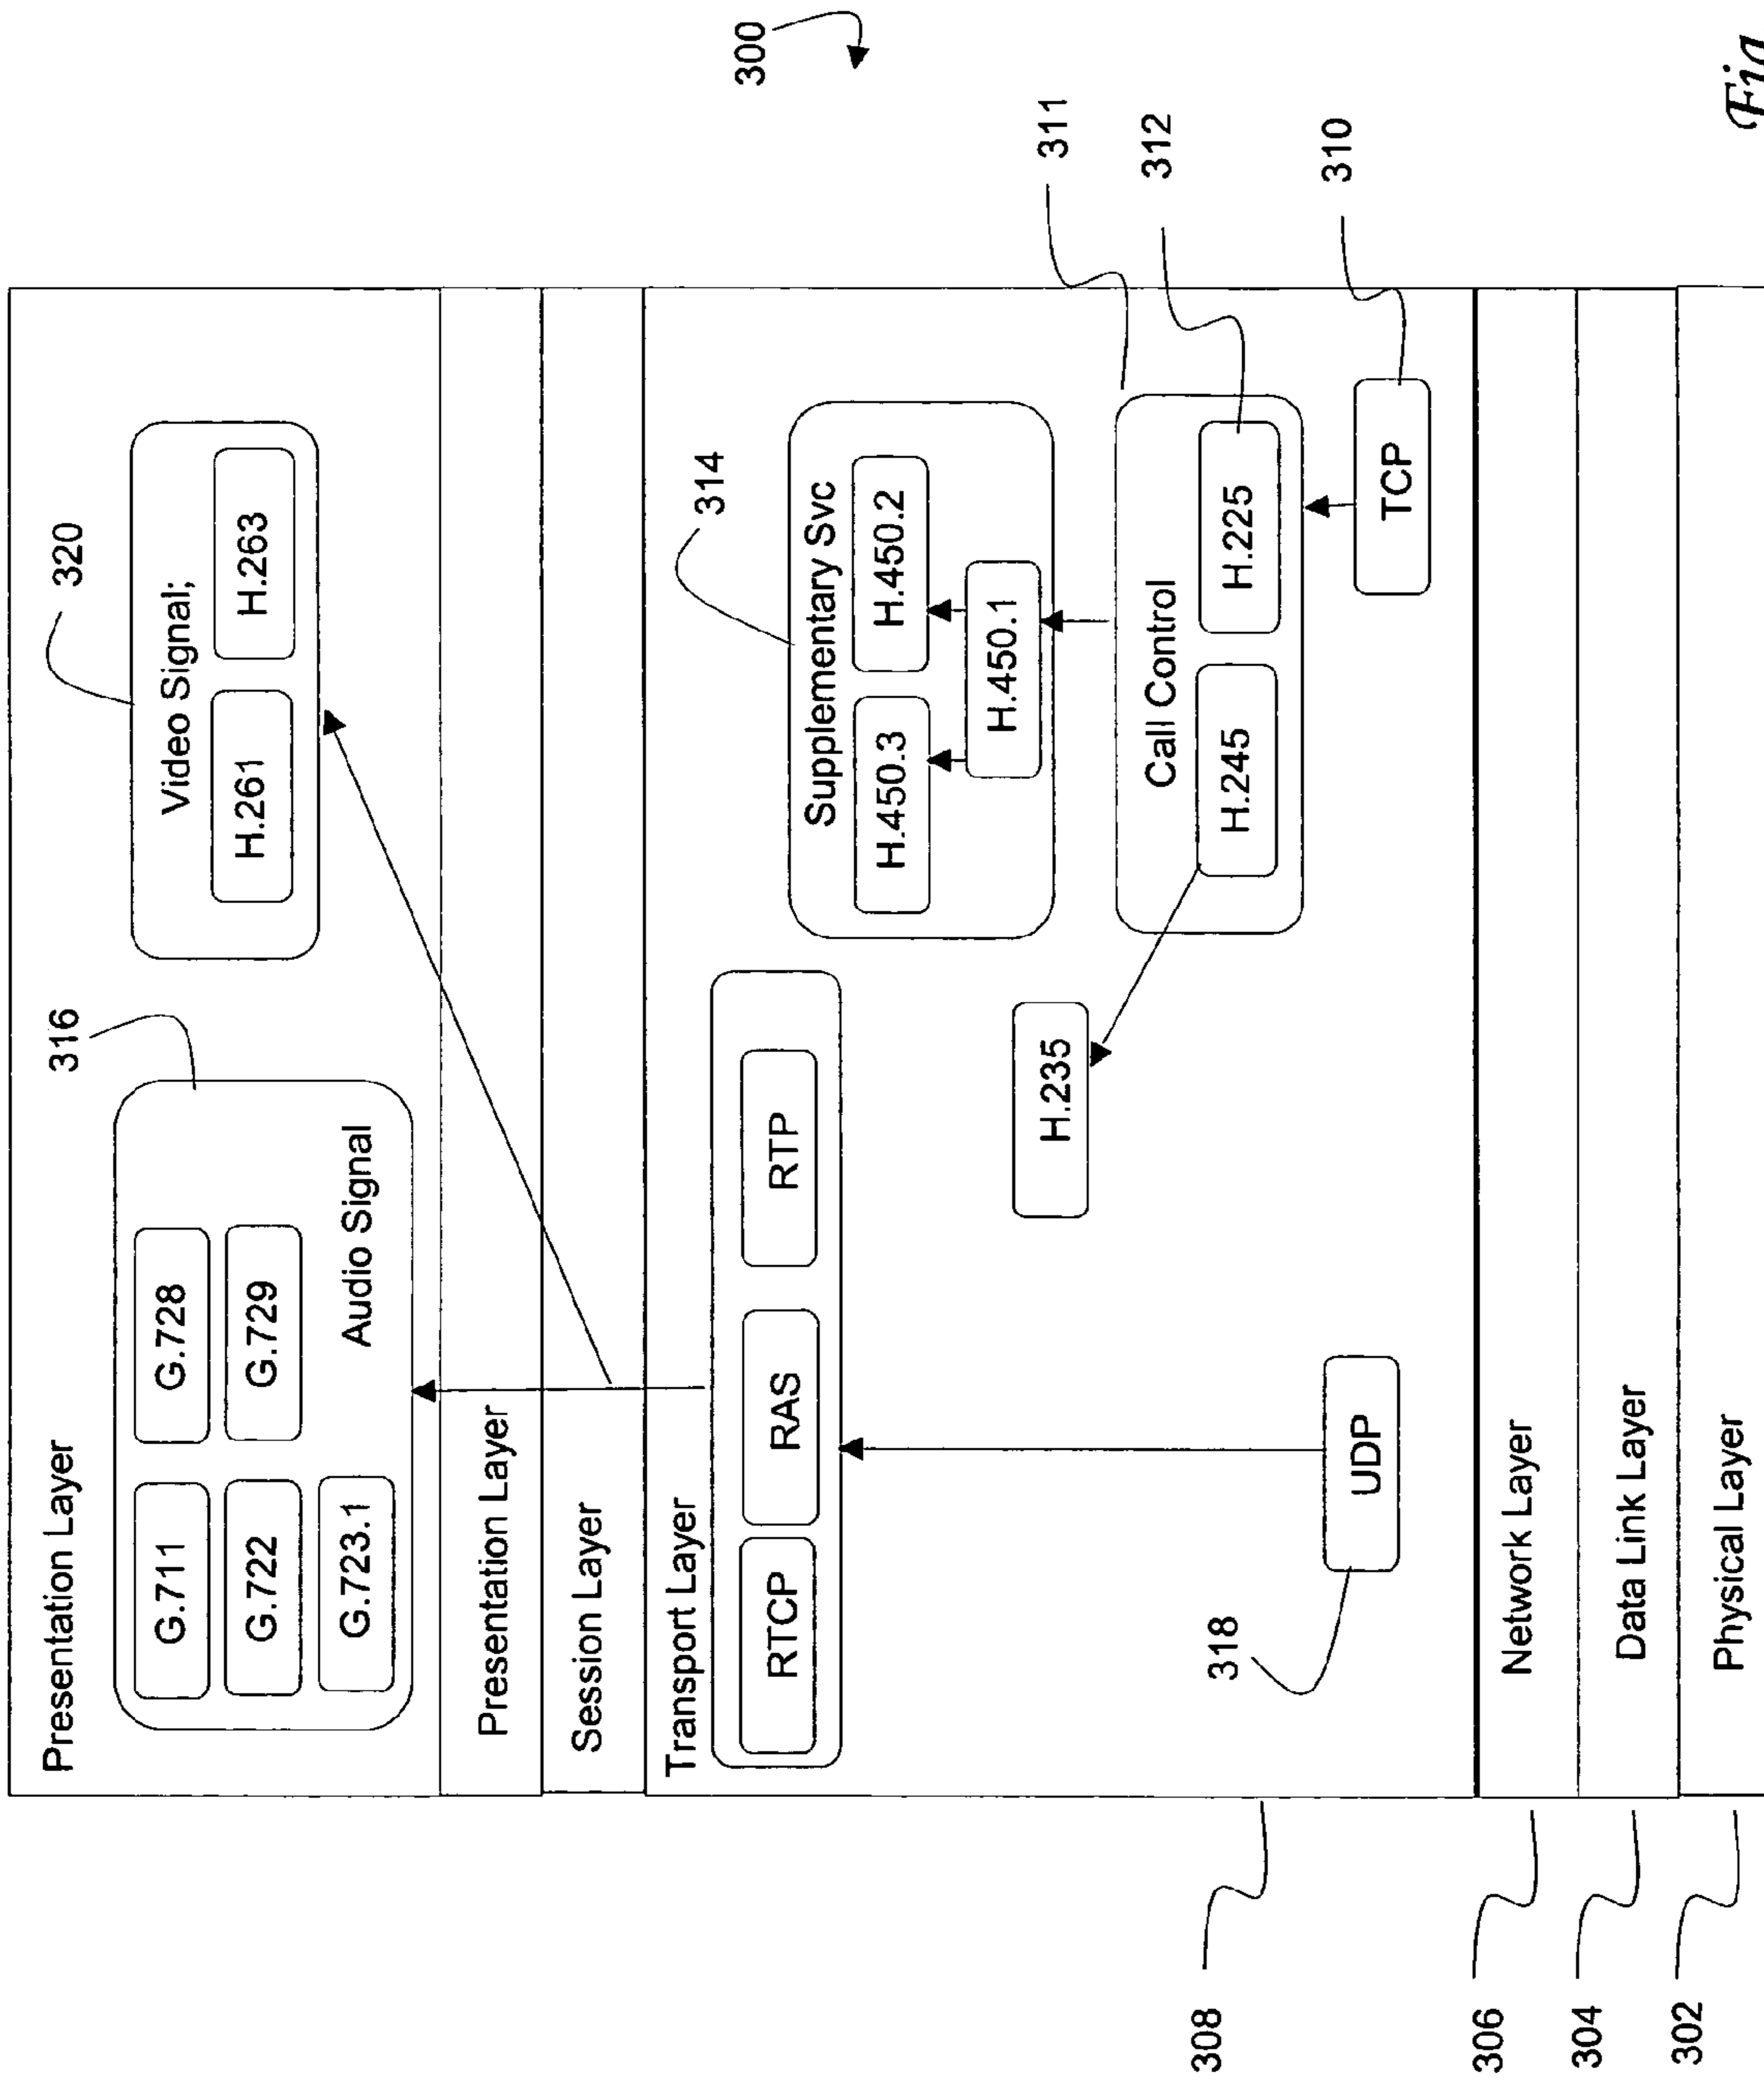 300
Presentation Layer
316
320
G.711
G.728
G.722
G.729
G.723.1
Audio Signal
Video Signal;
H.261
H.263
Presentation Layer
Session Layer
Transport Layer
RTCP
RAS
RTP
314
Supplementary Svc
H.450.3
H.450.2
H.450.1
H.235
311
Call Control
312
H.245
H.225
308
318
UDP
TCP
310
306
Network Layer
304
Data Link Layer
302
Physical Layer
Fig